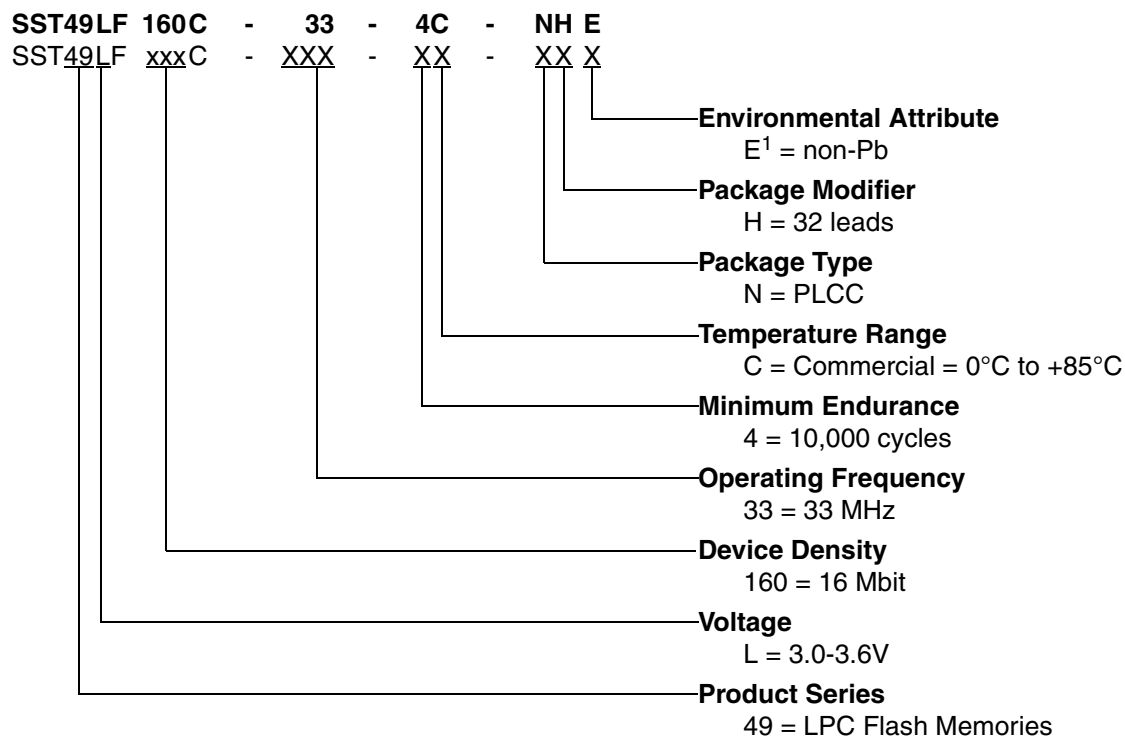 SST49LF 160C - 33 - 4C - NH E
SST49LF xxxC - XXX - XX - XX X
Environmental Attribute
E1 = non-Pb
Package Modifier
H = 32 leads
Package Type
N = PLCC
Temperature Range
C = Commercial = 0°C to +85°C
Minimum Endurance
4 = 10,000 cycles
Operating Frequency
33 = 33 MHz
Device Density
160 = 16 Mbit
Voltage
L = 3.0-3.6V
Product Series
49 = LPC Flash Memories